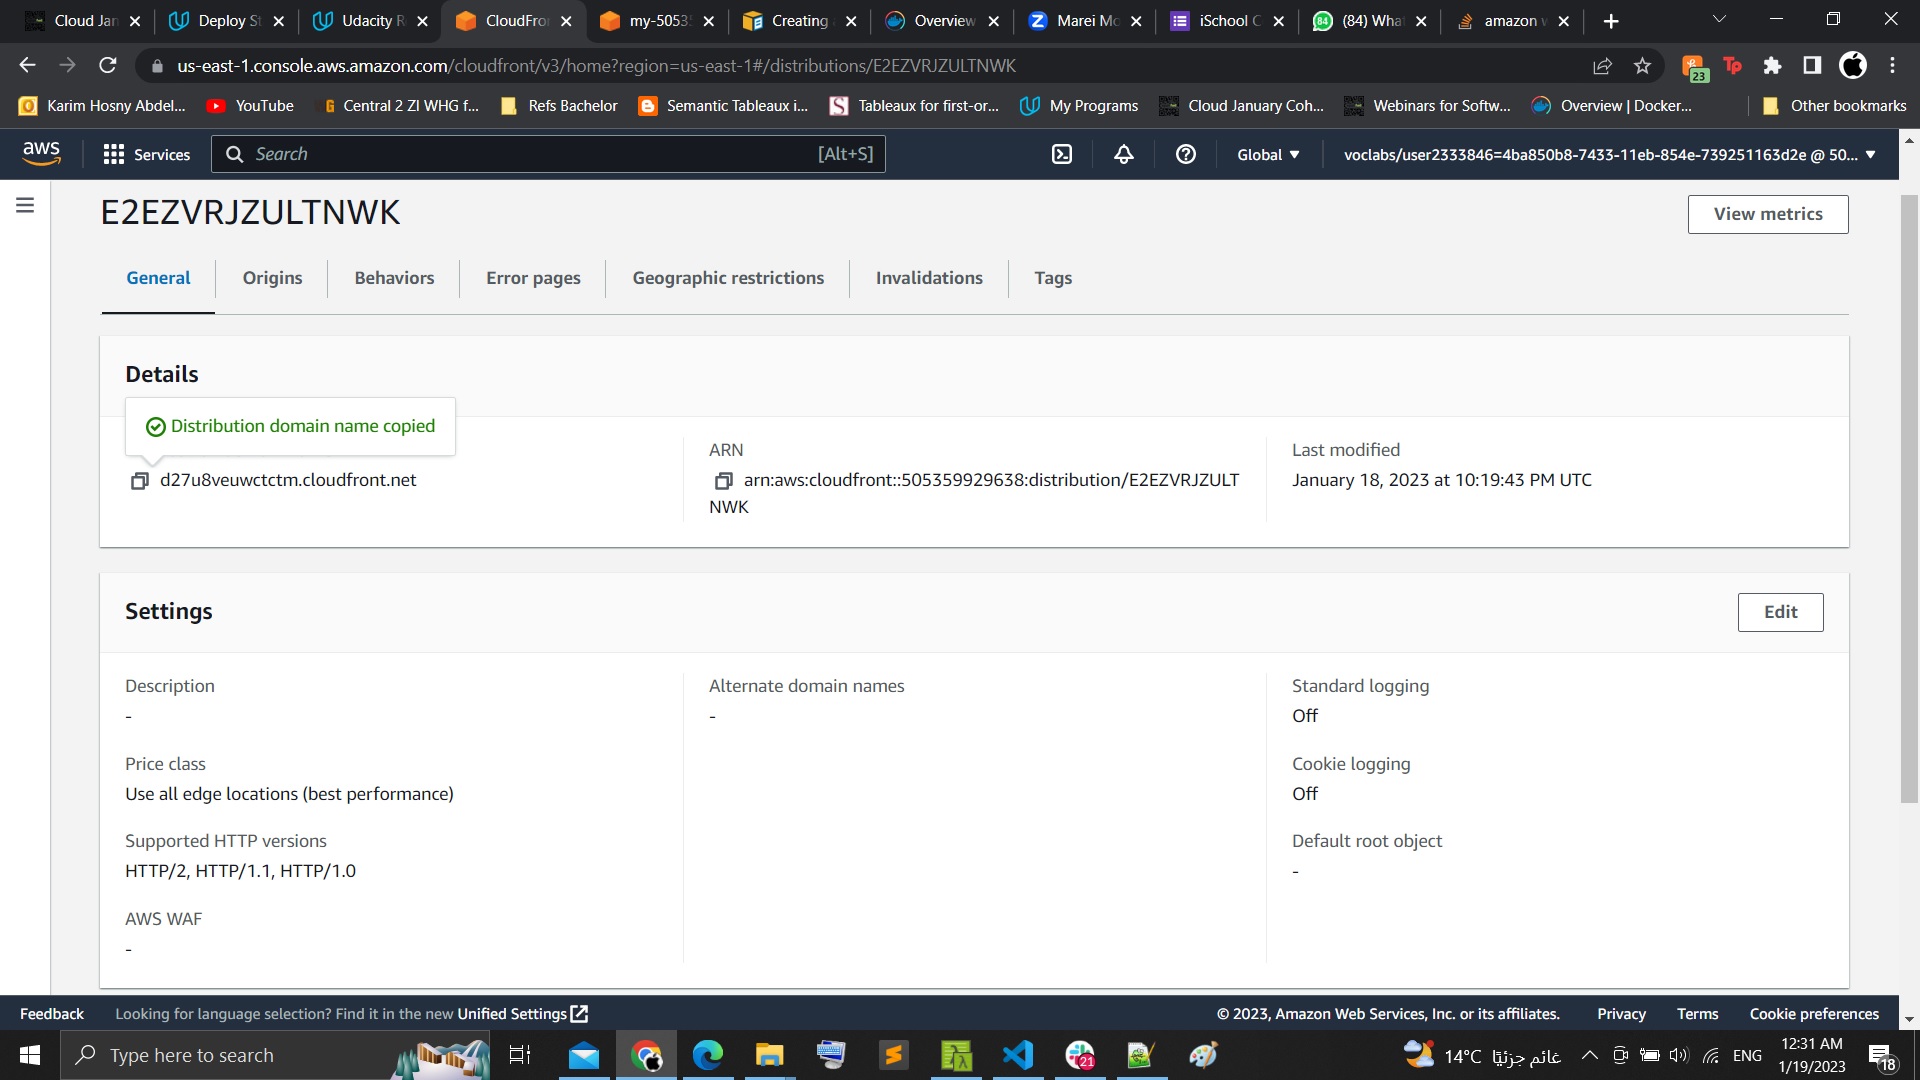 Cloud Jan
Deploy St
Udacity R
CloudFron
my-5053
Creating a
Overview
Marei Mo
iSchool C
(84) What
amazon w
us-east-1.console.aws.amazon.com/cloudfront/v3/home?region=us-east-1#/distributions/E2EZVRJZULTNWK
23
Karim Hosny Abdel...
YouTube
Central 2 ZI WHG f...
Refs Bachelor
Semantic Tableaux i...
Tableaux for first-or...
My Programs
Cloud January Coh...
Webinars for Softw...
Overview | Docker...
Other bookmarks
aws
Services
Search
[Alt+S]
Global
voclabs/user2333846=4ba850b8-7433-11eb-854e-739251163d2e @ 50...
E2EZVRJZULTNWK
View metrics
General
Origins
Behaviors
Error pages
Geographic restrictions
Invalidations
Tags
Details
Distribution domain name copied
d27u8veuwctctm.cloudfront.net
ARN
arn:aws:cloudfront::505359929638:distribution/E2EZVRJZULT
NWK
Last modified
January 18, 2023 at 10:19:43 PM UTC
Settings
Edit
Description
-
Price class
Use all edge locations (best performance)
Supported HTTP versions
HTTP/2, HTTP/1.1, HTTP/1.0
AWS WAF
-
Alternate domain names
-
Standard logging
Off
Cookie logging
Off
Default root object
-
Feedback
Looking for language selection? Find it in the new Unified Settings
© 2023, Amazon Web Services, Inc. or its affiliates.
Privacy
Terms
Cookie preferences
Type here to search
21
14°C غائم جزئيًا
ENG
12:31 AM
1/19/2023
18